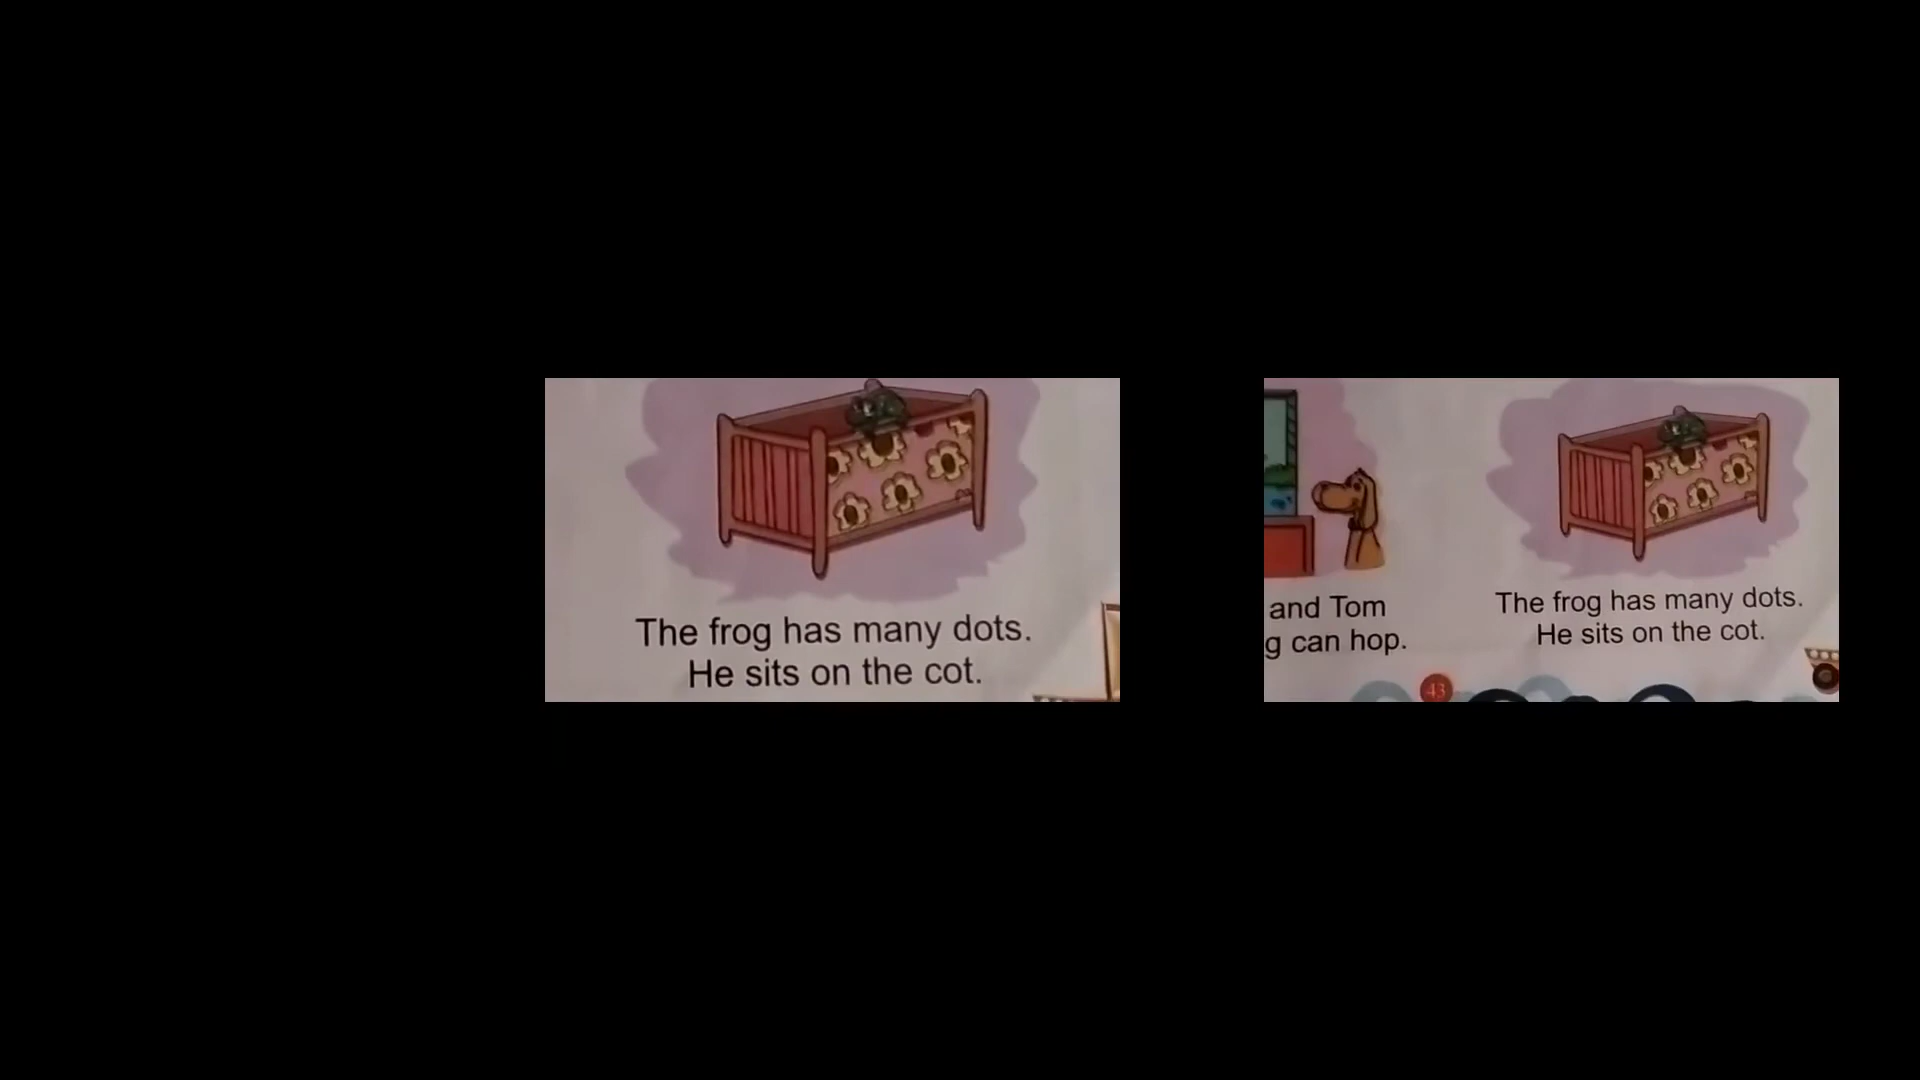 The frog has many dots.
He sits on the cot.
and Tom
g can hop.
43
The frog has many dots.
He sits on the cot.